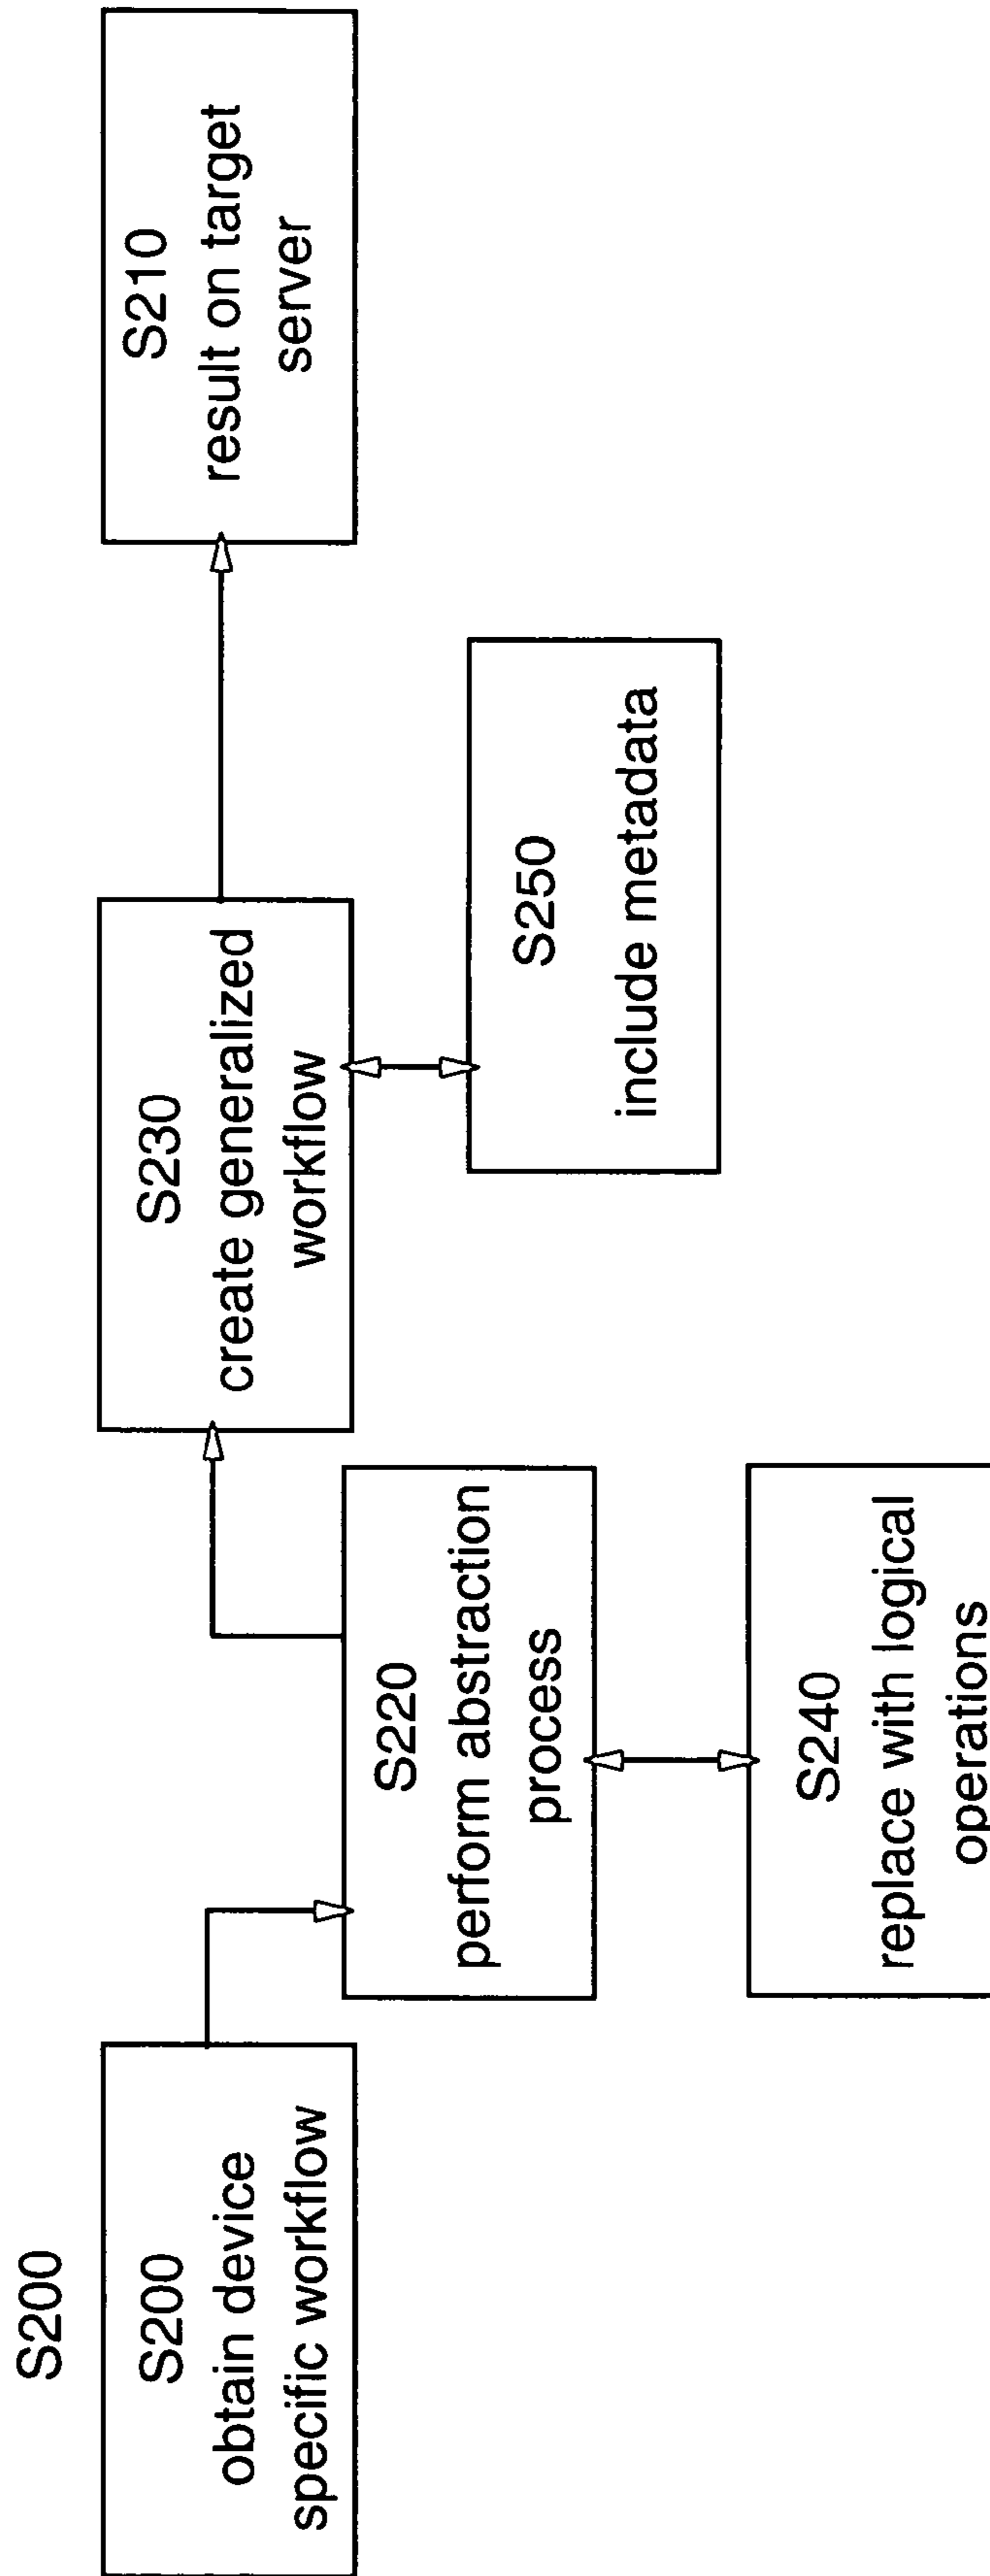 S200
S200
obtain device
specific workflow
S220
perform abstraction
process
S240
replace with logical
operations
S230
create generalized
workflow
S250
include metadata
S210
result on target
server